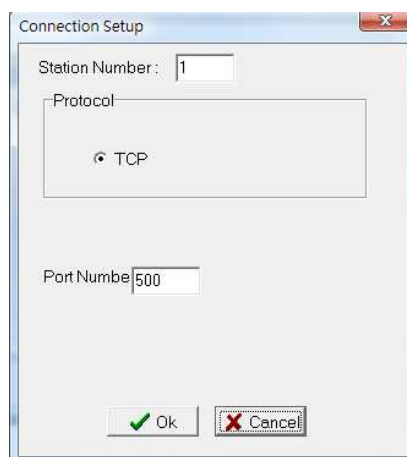 Connection Setup
Station Number : 1
Protocol
TCP
Port Numbe 500
Ok Cancel